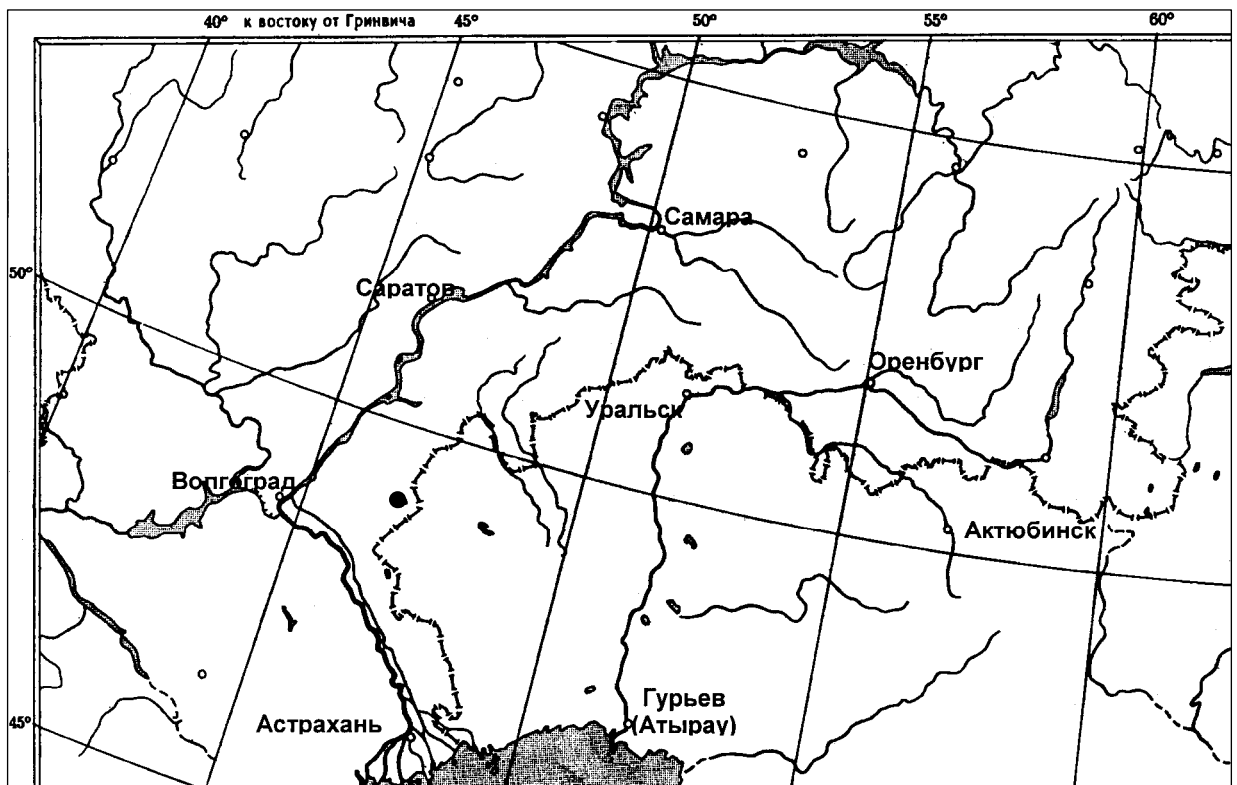 40° к востоку от Гринвича 45° 50° 55° 60°
Самара
50°
Саратов
Оренбург
Уральск
Волгоград
Актюбинск
Гурьев
(Атырау)
Астрахань
45°